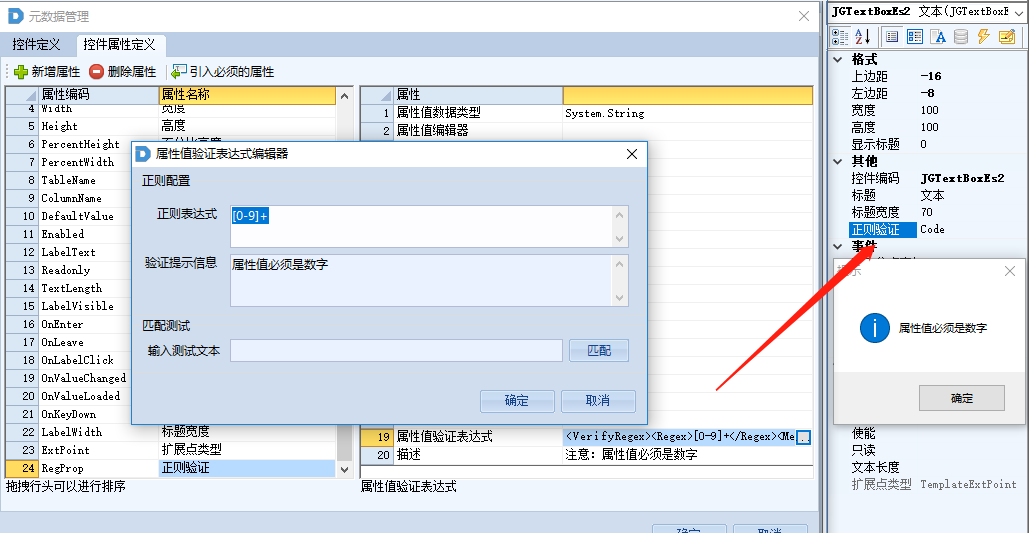 元数据管理
控件定义 控件属性定义
新增属性 删除属性 引入必须的属性
属性编码 属性名称
4 Width 宽度
5 Height 高度
6 PercentHeight
7 PercentWidth
8 TableName
9 ColumnName
10 DefaultValue
11 Enabled
12 LabelText
13 Readonly
14 TextLength
15 LabelVisible
16 OnEnter
17 OnLeave
18 OnLabelClick
19 OnValueChanged
20 OnValueLoaded
21 OnKeyDown
22 LabelWidth 标题宽度
23 ExtPoint 扩展点类型
24 RegProp 正则验证
拖拽行头可以进行排序
属性
1 属性值数据类型 System.String
2 属性值编辑器
19 属性值验证表达式 <VerifyRegex><Regex>[0-9]+</Regex><Me ..
20 描述 注意: 属性值必须是数字
属性值验证表达式
确定 取消
属性值验证表达式编辑器
正则配置
正则表达式 [0-9]+
验证提示信息 属性值必须是数字
匹配测试
输入测试文本 匹配
确定 取消
JGTextBoxEs2 文本(JGTextBoxE
格式
上边距 -16
左边距 -8
宽度 100
高度 100
显示标题 0
其他
控件编码 JGTextBoxEs2
标题 文本
标题宽度 70
正则验证 Code
事件
提示
属性值必须是数字
确定
使能
只读
文本长度
扩展点类型 TemplateExtPoint